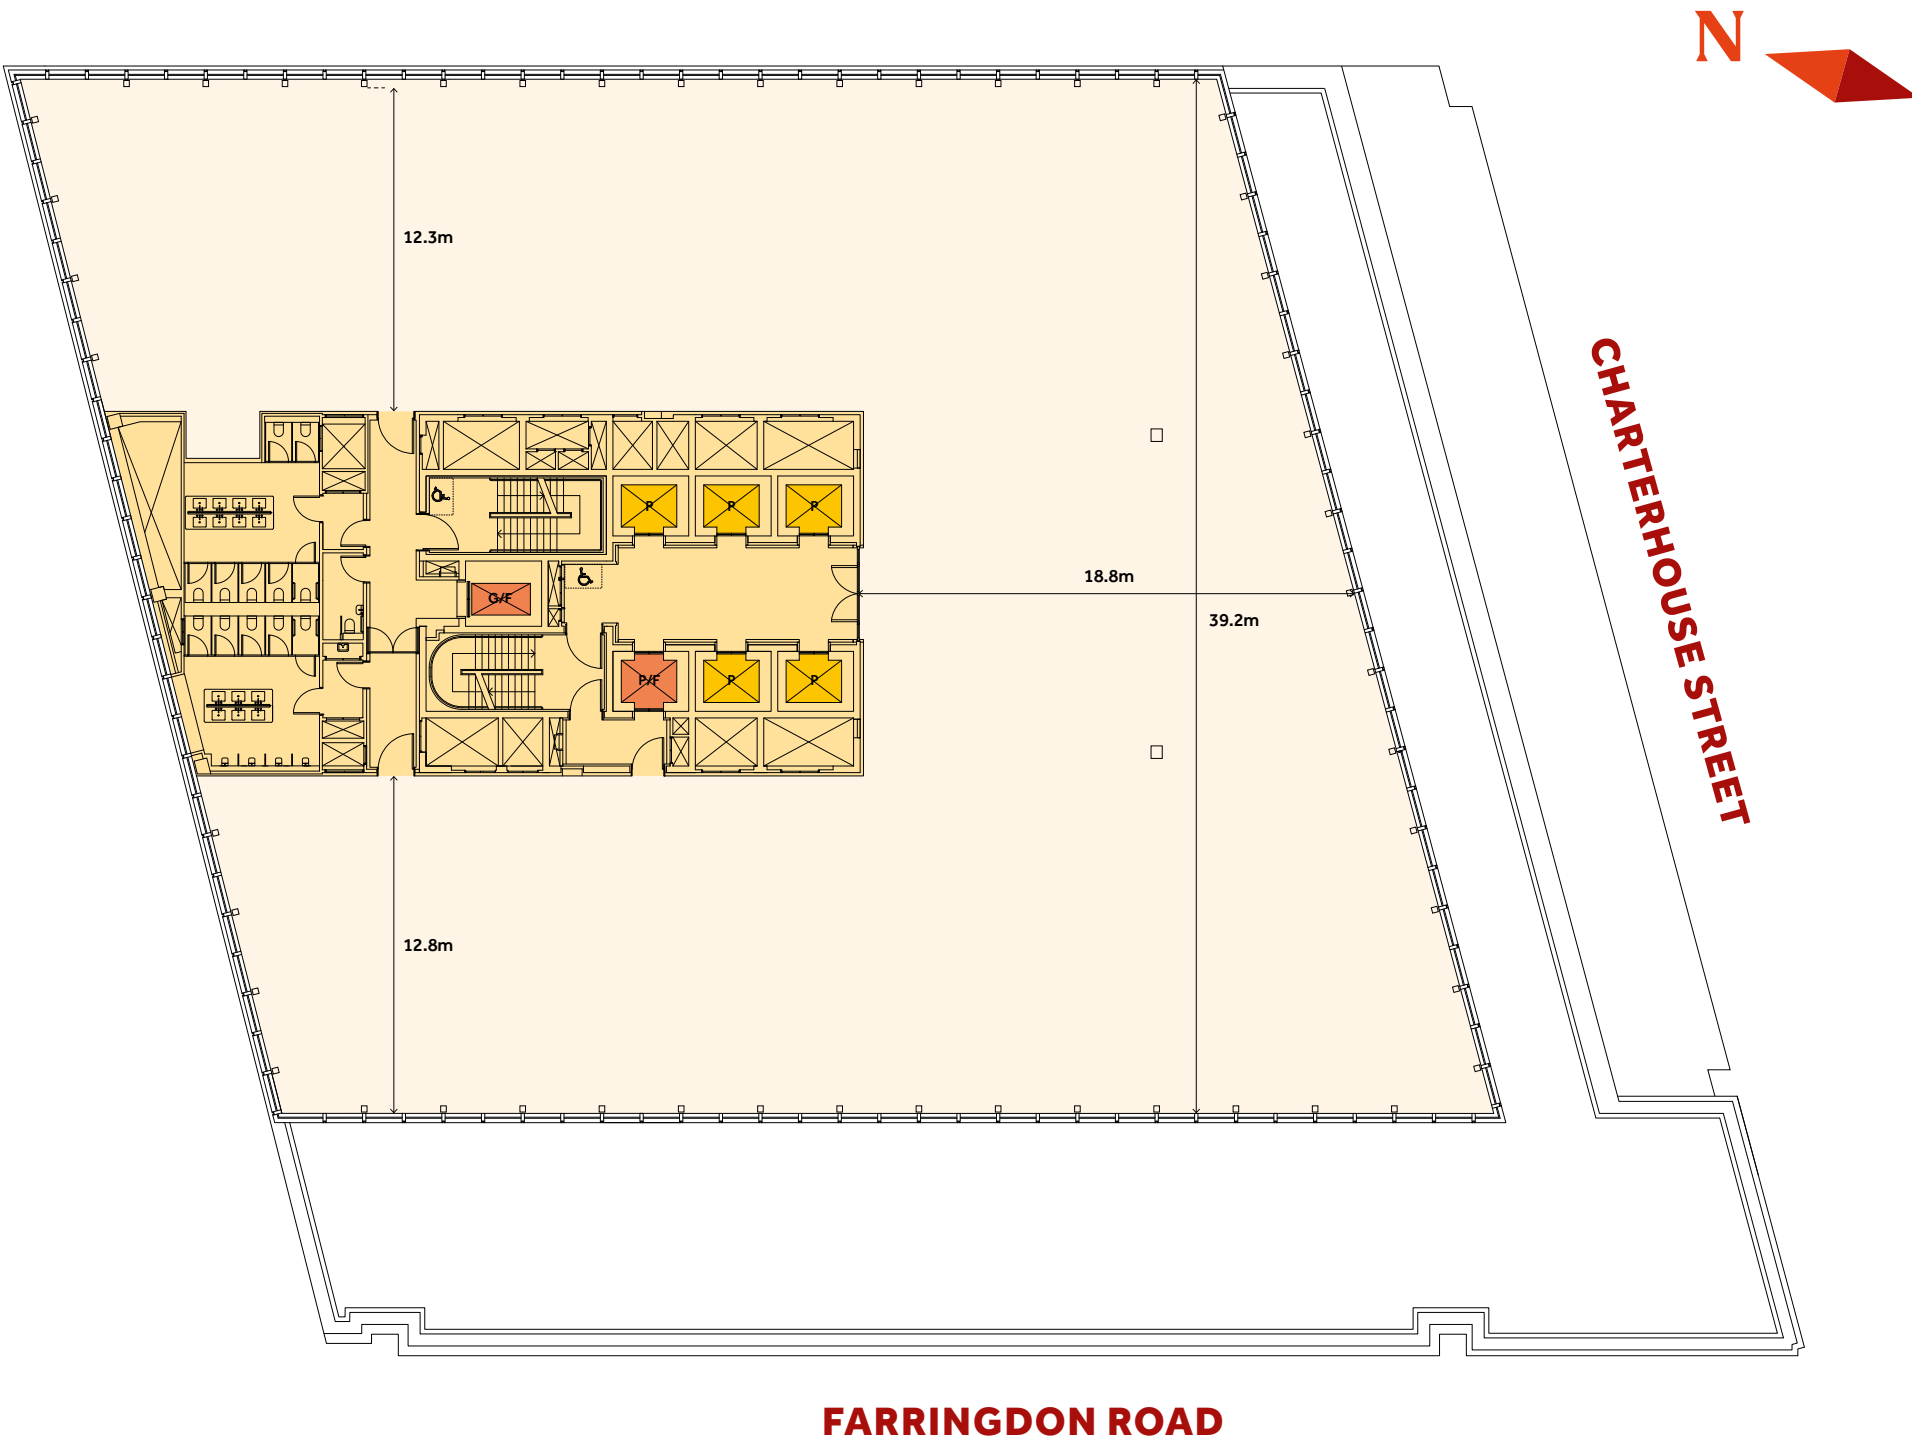 N
12.3m
P
P
P
18.8m
G/F
39.2m
P/F
P
P
12.8m
CHARTERHOUSE STREET
FARRINGDON ROAD